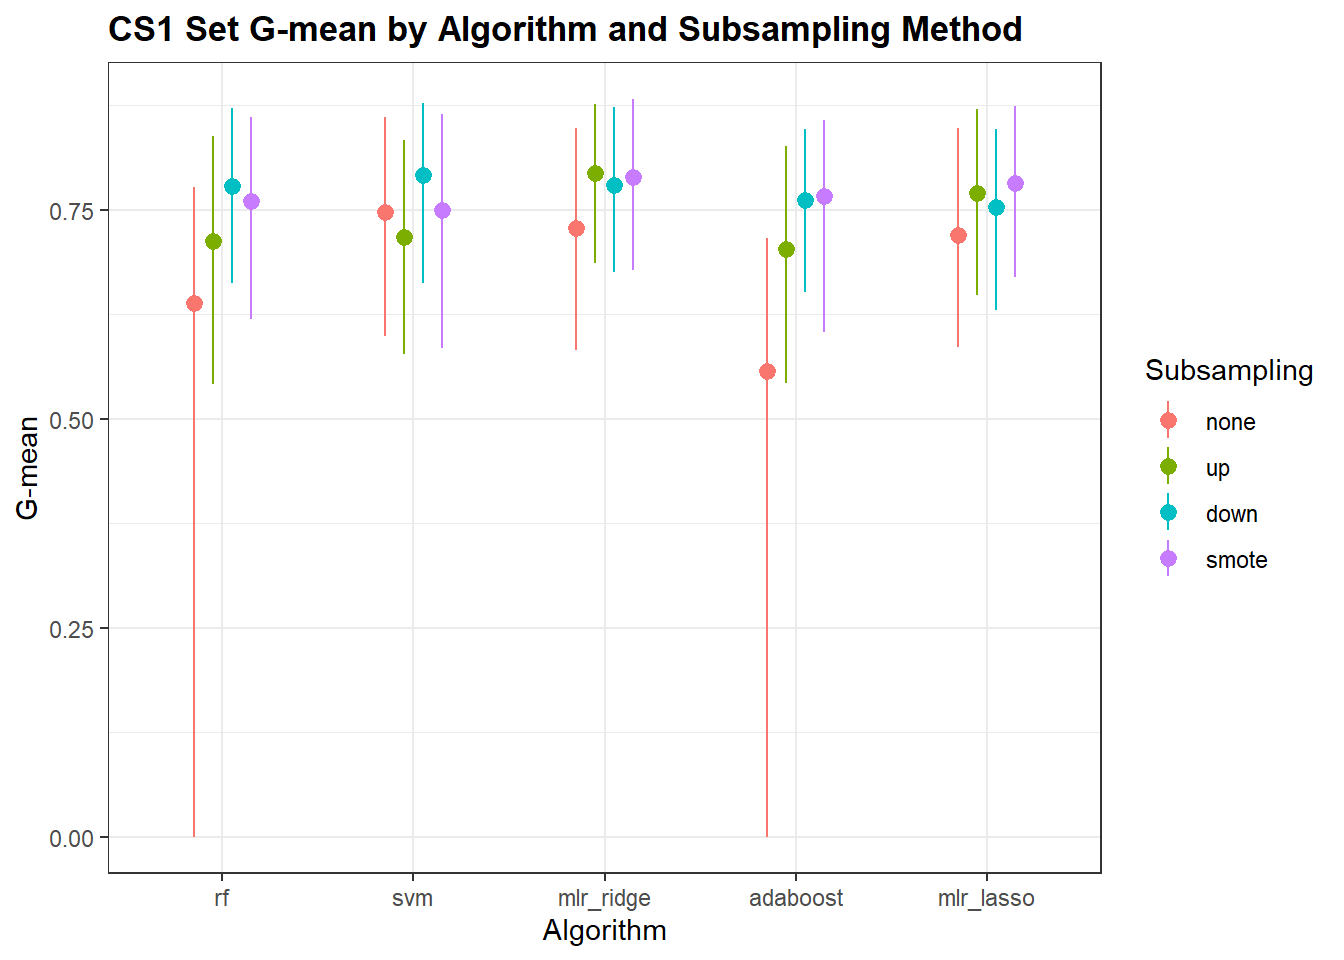 CS1 Set G-mean by Algorithm and Subsampling Method
G-mean
0.75
0.50
0.25
0.00
rf svm mlr_ridge adaboost mlr_lasso
Algorithm
Subsampling
none
up
down
smote